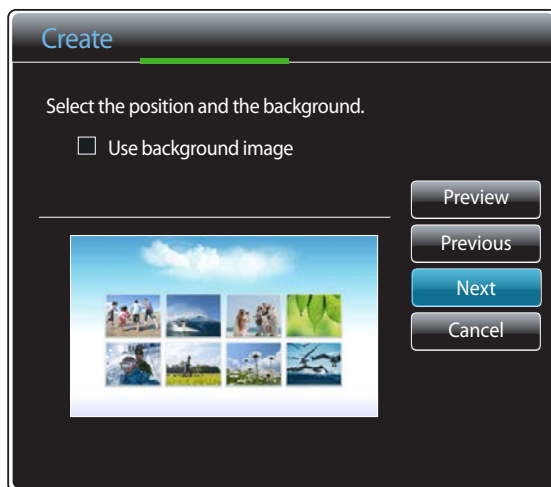 Create
Select the position and the background.
Use background image
Preview
Previous
Next
Cancel